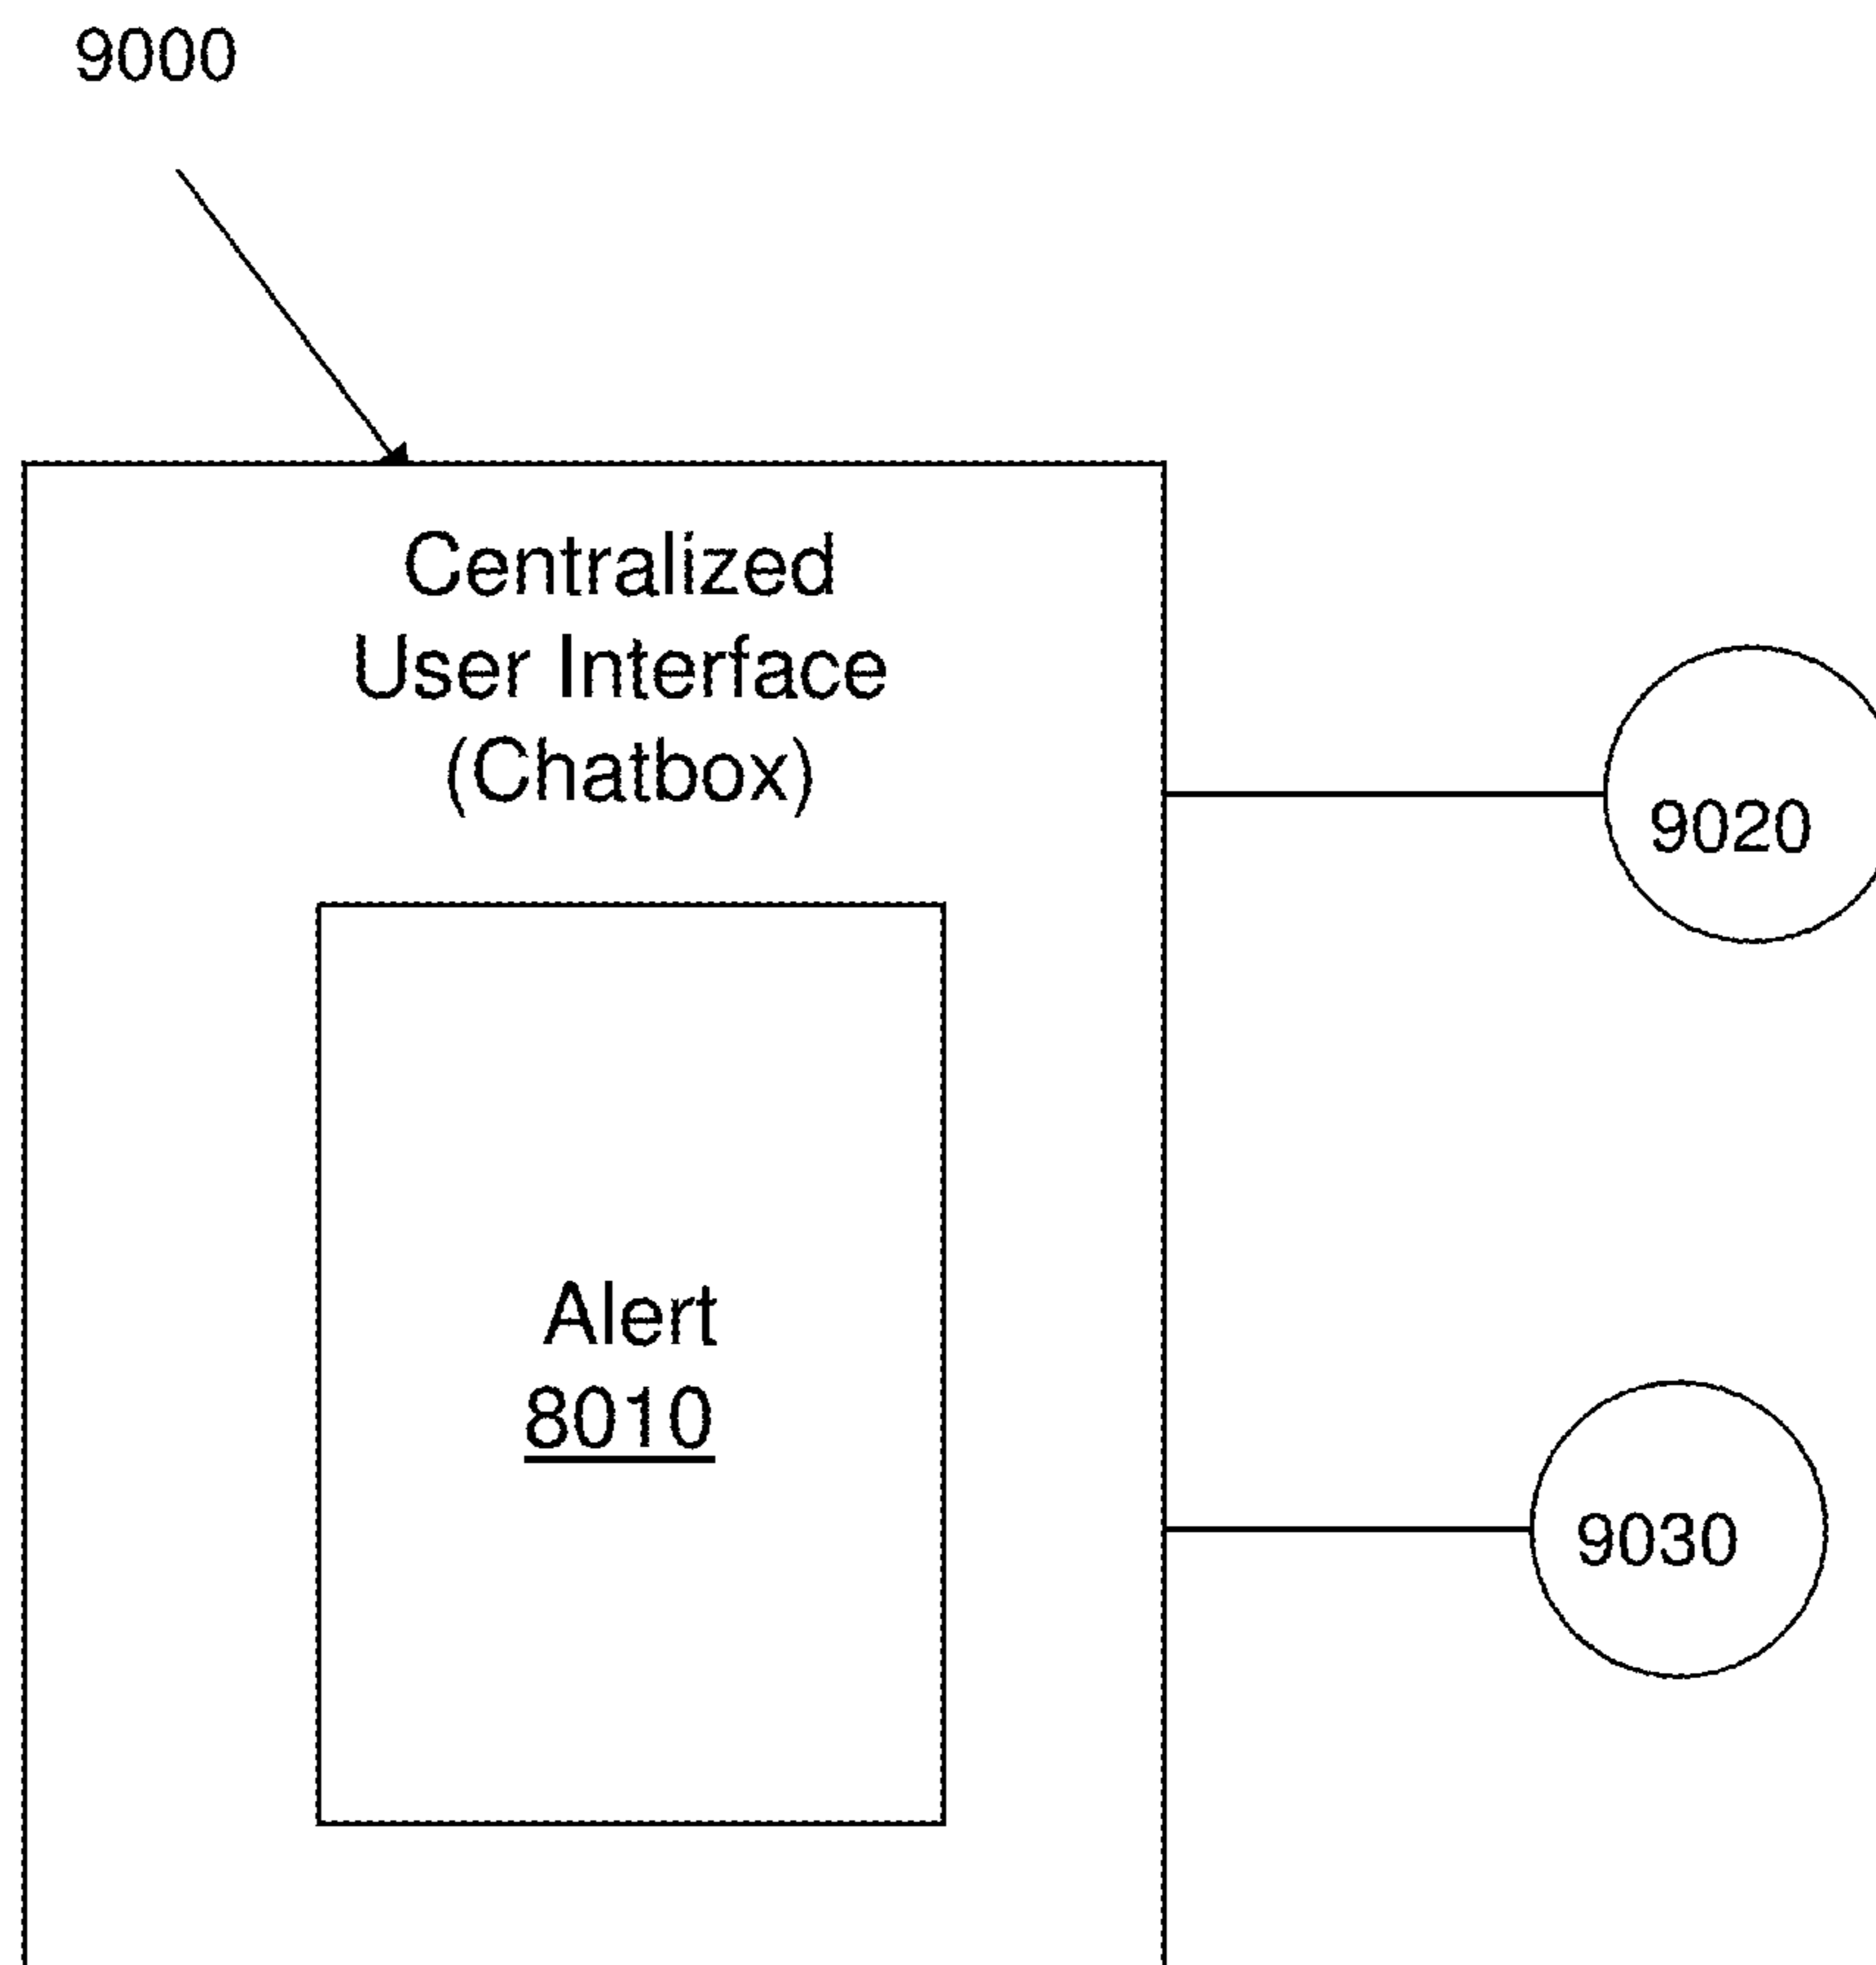 9000
Centralized
User Interface
(Chatbox)
9020
Alert
8010
9030